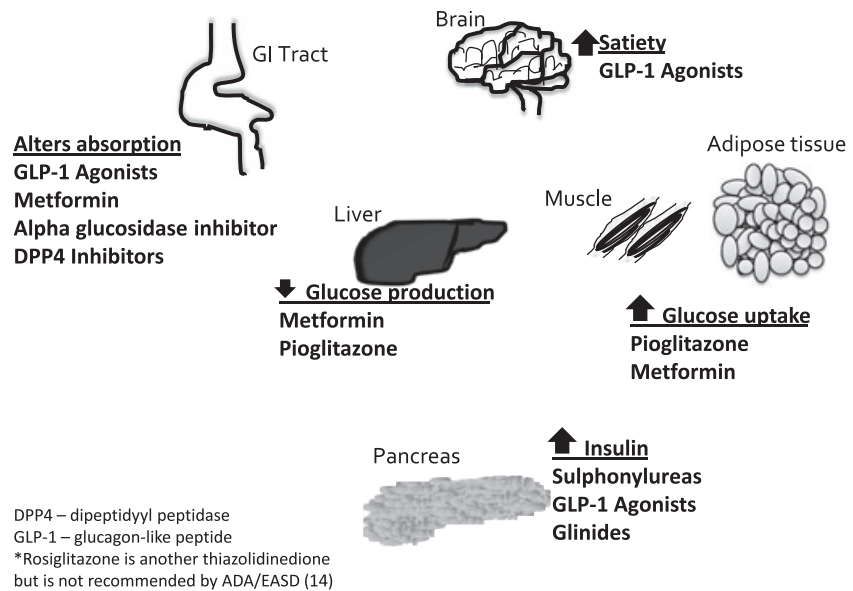 GI Tract
Alters absorption
GLP-1 Agonists
Metformin
Alpha glucosidase inhibitor
DPP4 Inhibitors
Brain
Satiety
GLP-1 Agonists
Liver
Glucose production
Metformin
Pioglitazone
Muscle
Adipose tissue
Glucose uptake
Pioglitazone
Metformin
Pancreas
Insulin
Sulphonylureas
GLP-1 Agonists
Glinides
DPP4 – dipeptidyyl peptidase
GLP-1 – glucagon-like peptide
*Rosiglitazone is another thiazolidinedione
but is not recommended by ADA/EASD (14)